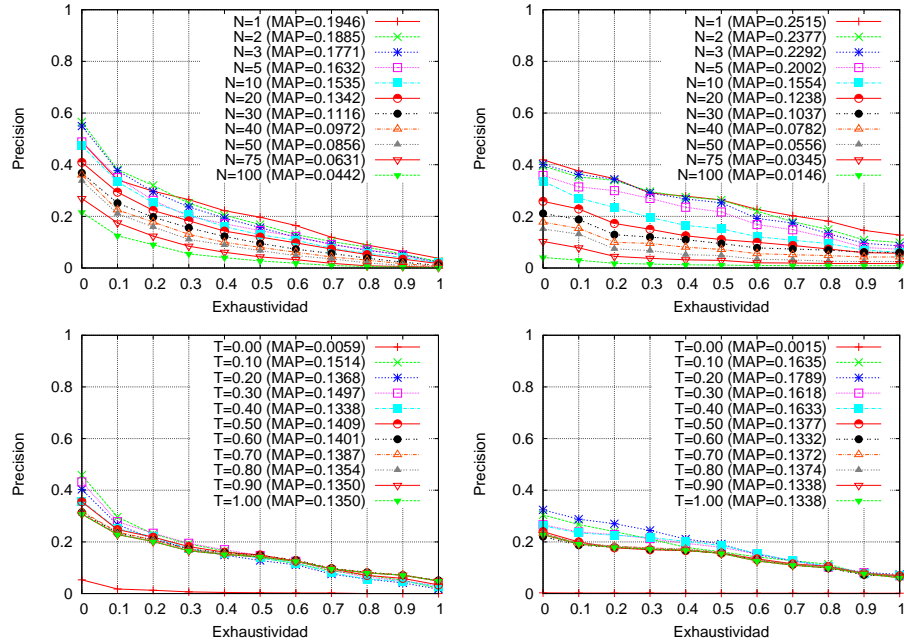 1
0.8
0.6
0.4
0.2
0
0 0.1 0.2 0.3 0.4 0.5 0.6 0.7 0.8 0.9 1
Precision
Exhaustividad
N=1 (MAP=0.1946)
N=2 (MAP=0.1885)
N=3 (MAP=0.1771)
N=5 (MAP=0.1632)
N=10 (MAP=0.1535)
N=20 (MAP=0.1342)
N=30 (MAP=0.1116)
N=40 (MAP=0.0972)
N=50 (MAP=0.0856)
N=75 (MAP=0.0631)
N=100 (MAP=0.0442)
1
0.8
0.6
0.4
0.2
0
0 0.1 0.2 0.3 0.4 0.5 0.6 0.7 0.8 0.9 1
Precision
Exhaustividad
N=1 (MAP=0.2515)
N=2 (MAP=0.2377)
N=3 (MAP=0.2292)
N=5 (MAP=0.2002)
N=10 (MAP=0.1554)
N=20 (MAP=0.1238)
N=30 (MAP=0.1037)
N=40 (MAP=0.0782)
N=50 (MAP=0.0556)
N=75 (MAP=0.0345)
N=100 (MAP=0.0146)
1
0.8
0.6
0.4
0.2
0
0 0.1 0.2 0.3 0.4 0.5 0.6 0.7 0.8 0.9 1
Precision
Exhaustividad
T=0.00 (MAP=0.0059)
T=0.10 (MAP=0.1514)
T=0.20 (MAP=0.1368)
T=0.30 (MAP=0.1497)
T=0.40 (MAP=0.1338)
T=0.50 (MAP=0.1409)
T=0.60 (MAP=0.1401)
T=0.70 (MAP=0.1387)
T=0.80 (MAP=0.1354)
T=0.90 (MAP=0.1350)
T=1.00 (MAP=0.1350)
1
0.8
0.6
0.4
0.2
0
0 0.1 0.2 0.3 0.4 0.5 0.6 0.7 0.8 0.9 1
Precision
Exhaustividad
T=0.00 (MAP=0.0015)
T=0.10 (MAP=0.1635)
T=0.20 (MAP=0.1789)
T=0.30 (MAP=0.1618)
T=0.40 (MAP=0.1633)
T=0.50 (MAP=0.1377)
T=0.60 (MAP=0.1332)
T=0.70 (MAP=0.1372)
T=0.80 (MAP=0.1374)
T=0.90 (MAP=0.1338)
T=1.00 (MAP=0.1338)